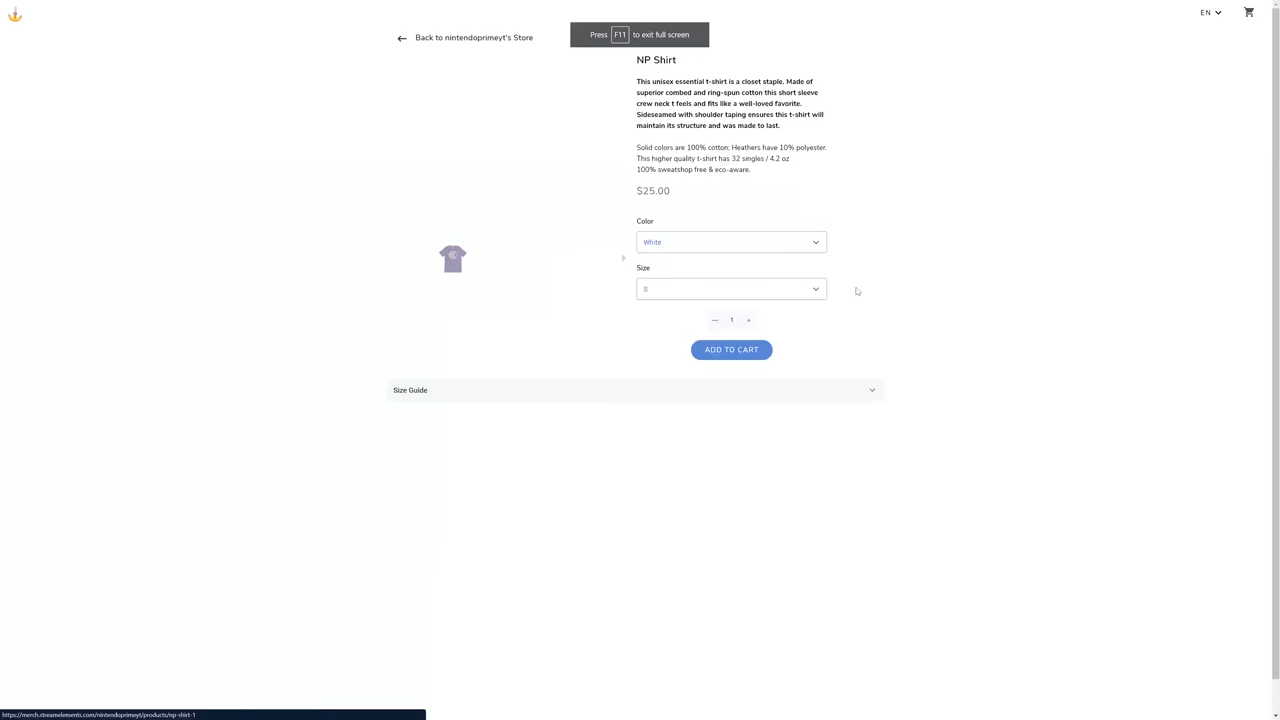 EN
Press F11 to exit full screen
Back to nintendoprimeyt's Store
NP Shirt
This unisex essential t-shirt is a closet staple. Made of
superior combed and ring-spun cotton this short sleeve
crew neck t feels and fits like a well-loved favorite.
Sideseamed with shoulder taping ensures this t-shirt will
maintain its structure and was made to last.
Solid colors are 100% cotton; Heathers have 10% polyester.
This higher quality t-shirt has 32 singles / 4.2 oz
100% sweatshop free & eco-aware.
$25.00
Color
White
Size
S
— 1 +
ADD TO CART
Size Guide
https://merch.streamelements.com/nintendoprimeyt/products/np-shirt-1